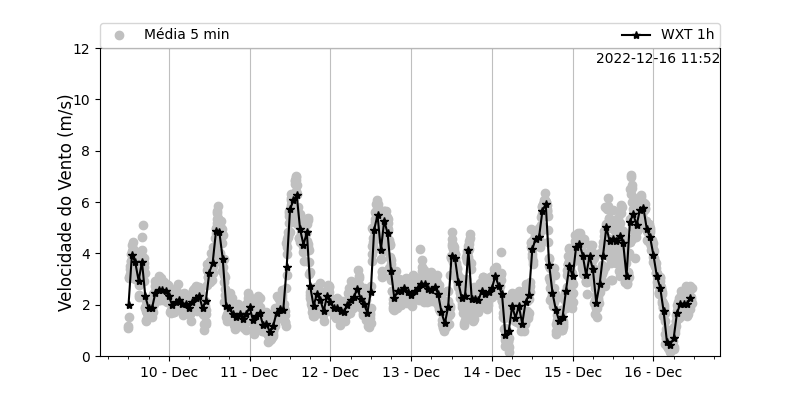 Média 5 min
WXT 1h
2022-12-16 11:52
Velocidade do Vento (m/s)
12
10
8
6
4
2
0
10 - Dec
11 - Dec
12 - Dec
13 - Dec
14 - Dec
15 - Dec
16 - Dec